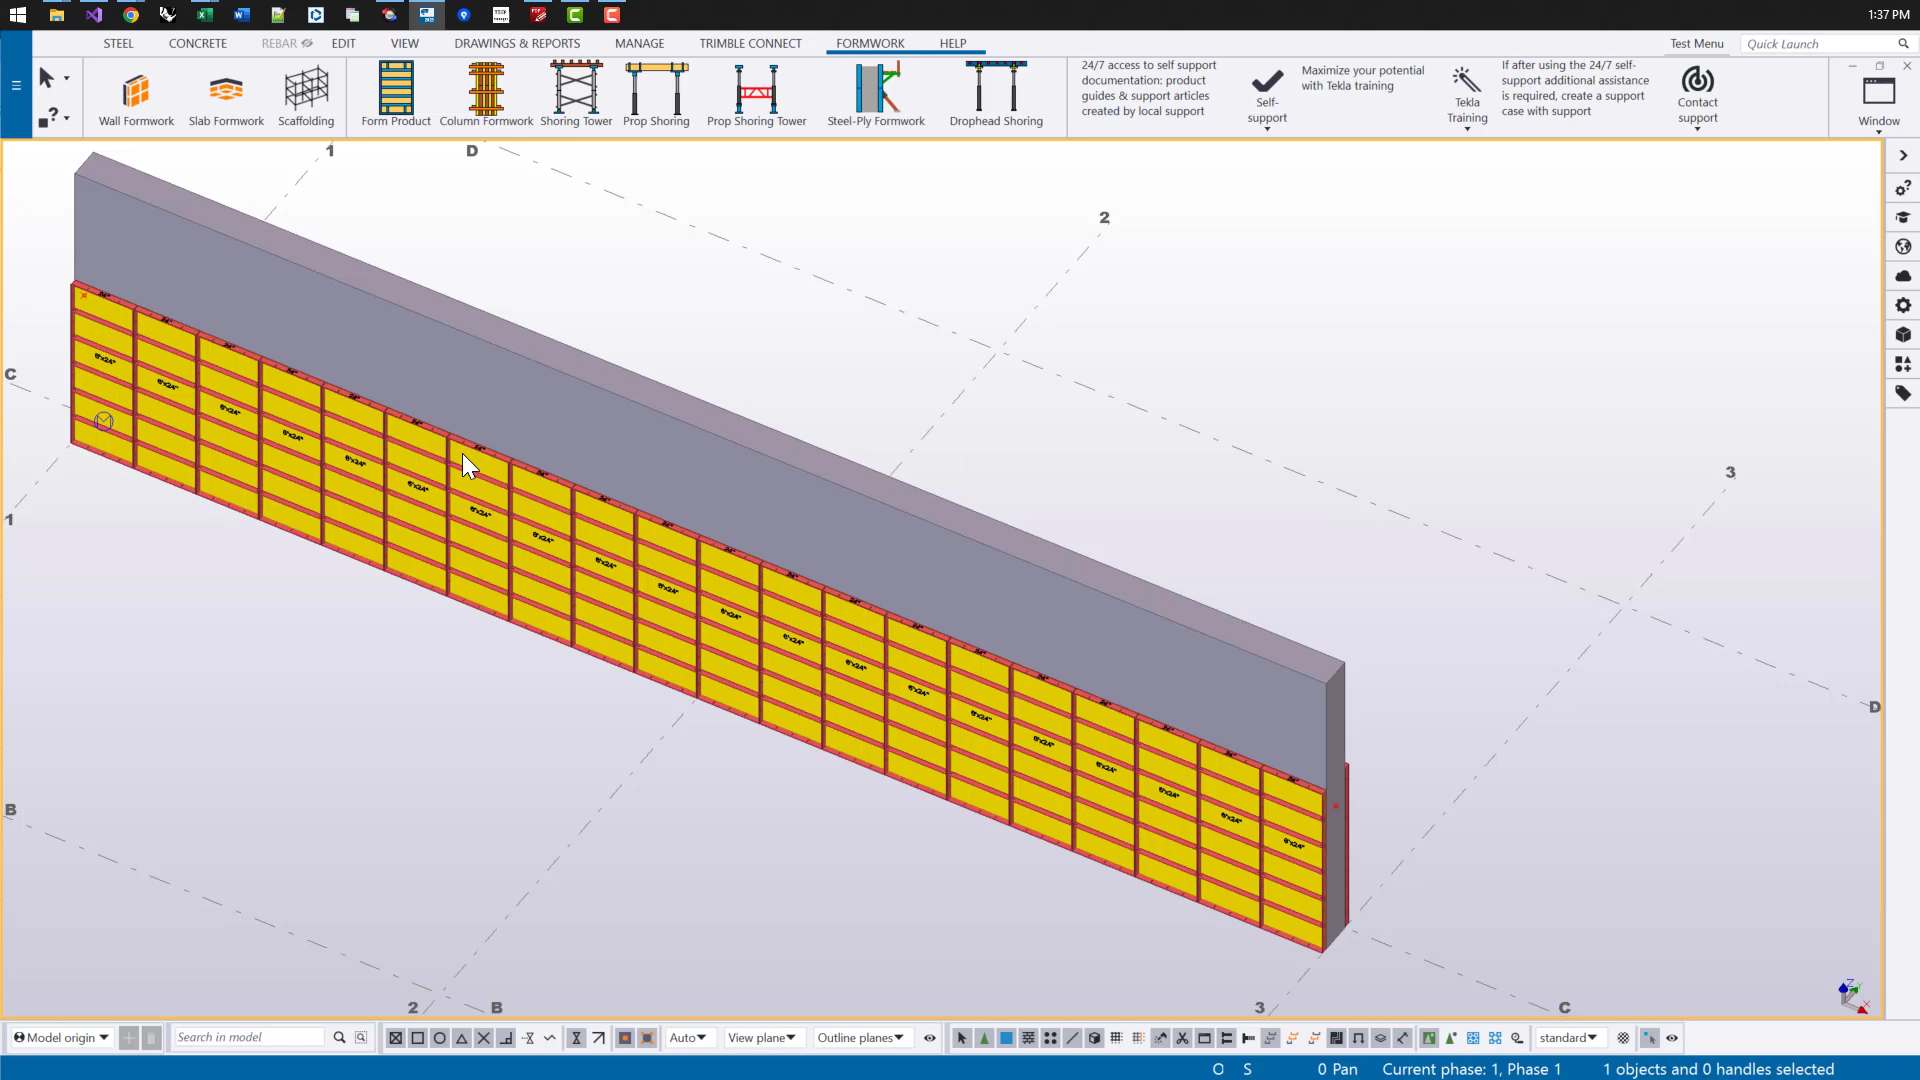 1:37 PM
STEEL CONCRETE REBAR EDIT VIEW DRAWINGS & REPORTS MANAGE TRIMBLE CONNECT FORMWORK HELP Test Menu Quick Launch
Wall Formwork Slab Formwork Scaffolding Form Product Column Formwork Shoring Tower Prop Shoring Prop Shoring Tower Steel-Ply Formwork Drophead Shoring
24/7 access to self support
documentation: product
guides & support articles
created by local support
Self-
support
Maximize your potential
with Tekla training
Tekla
Training
If after using the 24/7 self-
support additional assistance
is required, create a support
case with support
Contact
support
Window
1 D
2
C
3
1
D
B
2 B 3 C
Model origin Search in model Auto View plane Outline planes standard
O S 0 Pan Current phase: 1, Phase 1 1 objects and 0 handles selected